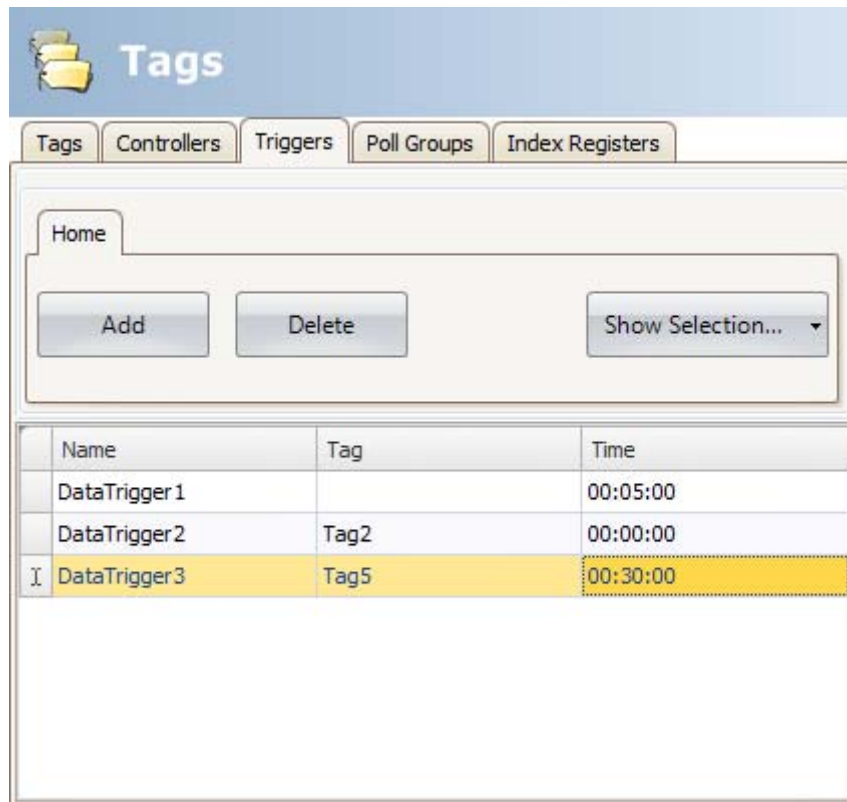 Tags
Tags Controllers Triggers Poll Groups Index Registers
Home
Add Delete Show Selection...
Name Tag Time
DataTrigger1 00:05:00
DataTrigger2 Tag2 00:00:00
DataTrigger3 Tag5 00:30:00